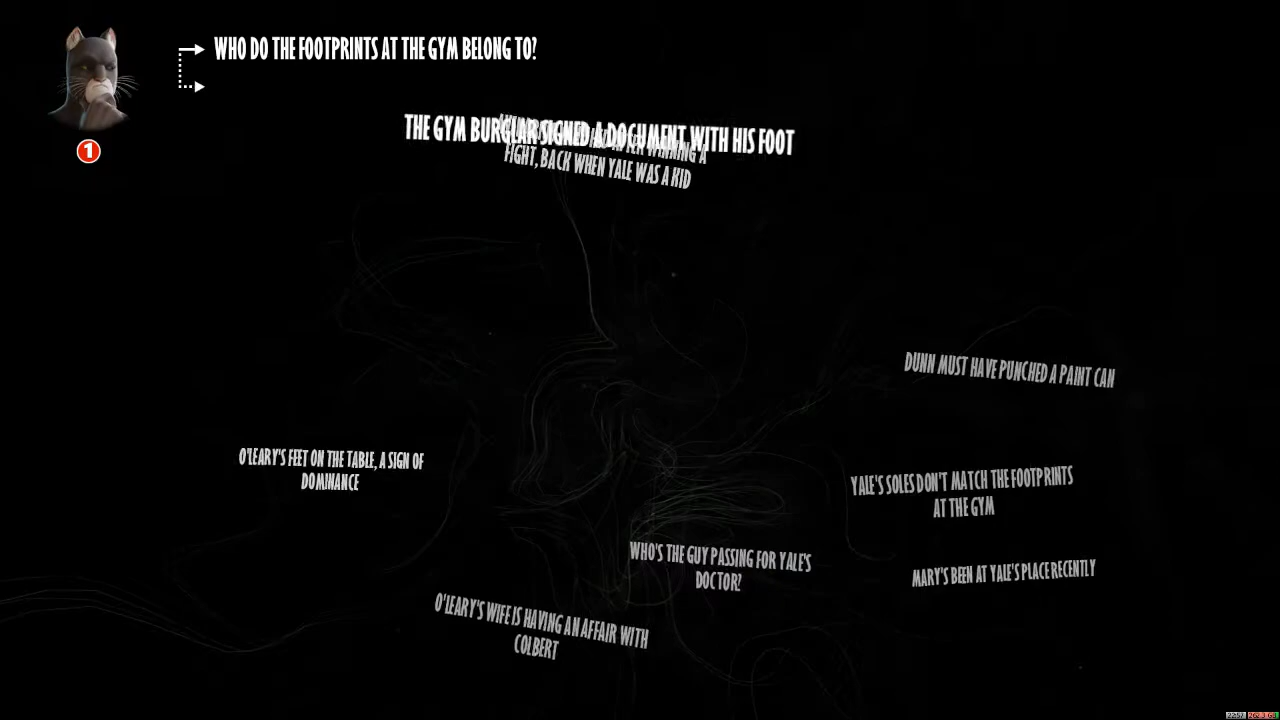 WHO DO THE FOOTPRINTS AT THE GYM BELONG TO?
THE GYM BURGLAR SIGNED A DOCUMENT WITH HIS FOOT
WINNING A
FIGHT, BACK WHEN YALE WAS A KID
DUNN MUST HAVE PUNCHED A PAINT CAN
O'LEARY'S FEET ON THE TABLE, A SIGN OF
DOMINANCE
YALE'S SOLES DON'T MATCH THE FOOTPRINTS
AT THE GYM
WHO'S THE GUY PASSING FOR YALE'S
DOCTOR?
MARY'S BEEN AT YALE'S PLACE RECENTLY
O'LEARY'S WIFE IS HAVING AN AFFAIR WITH
COLBERT
1